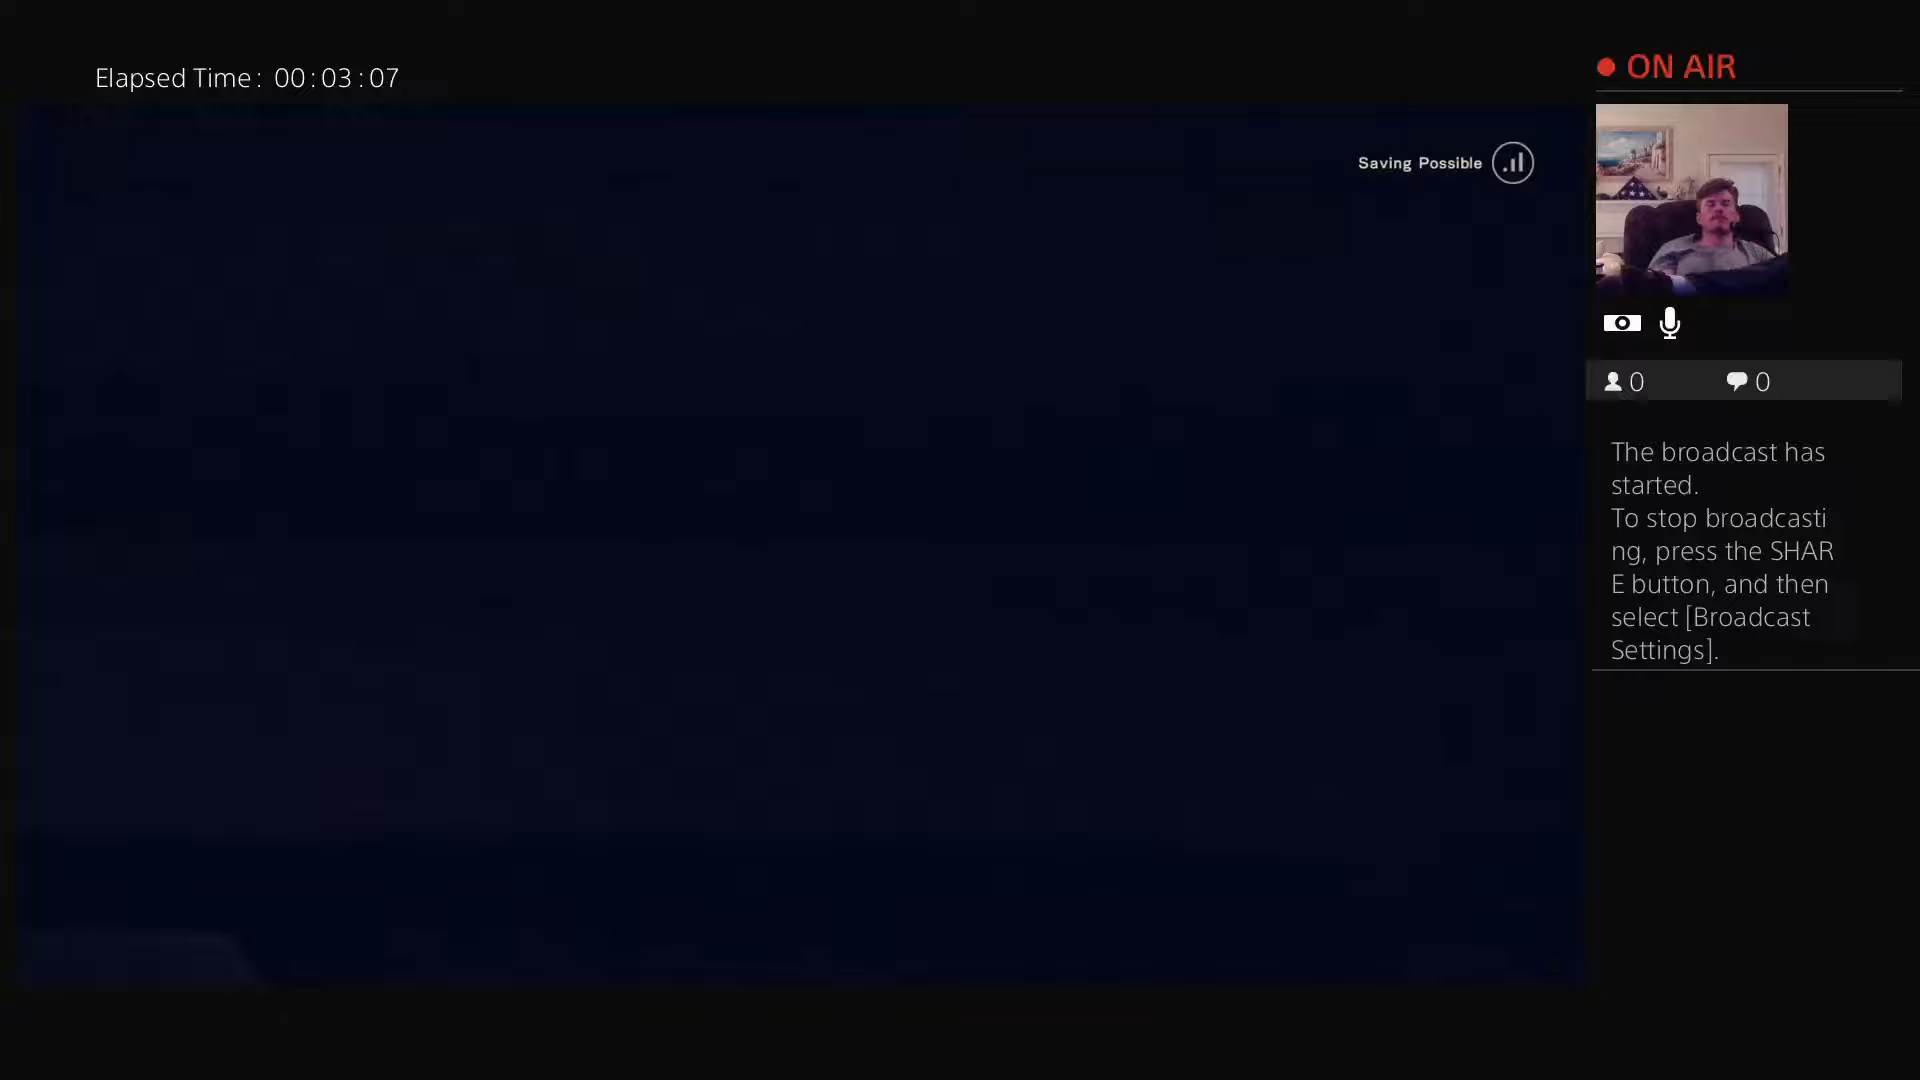 Elapsed Time: 00:03:07
ON AIR
Saving Possible
0 0
The broadcast has
started.
To stop broadcasti
ng, press the SHAR
E button, and then
select [Broadcast
Settings].